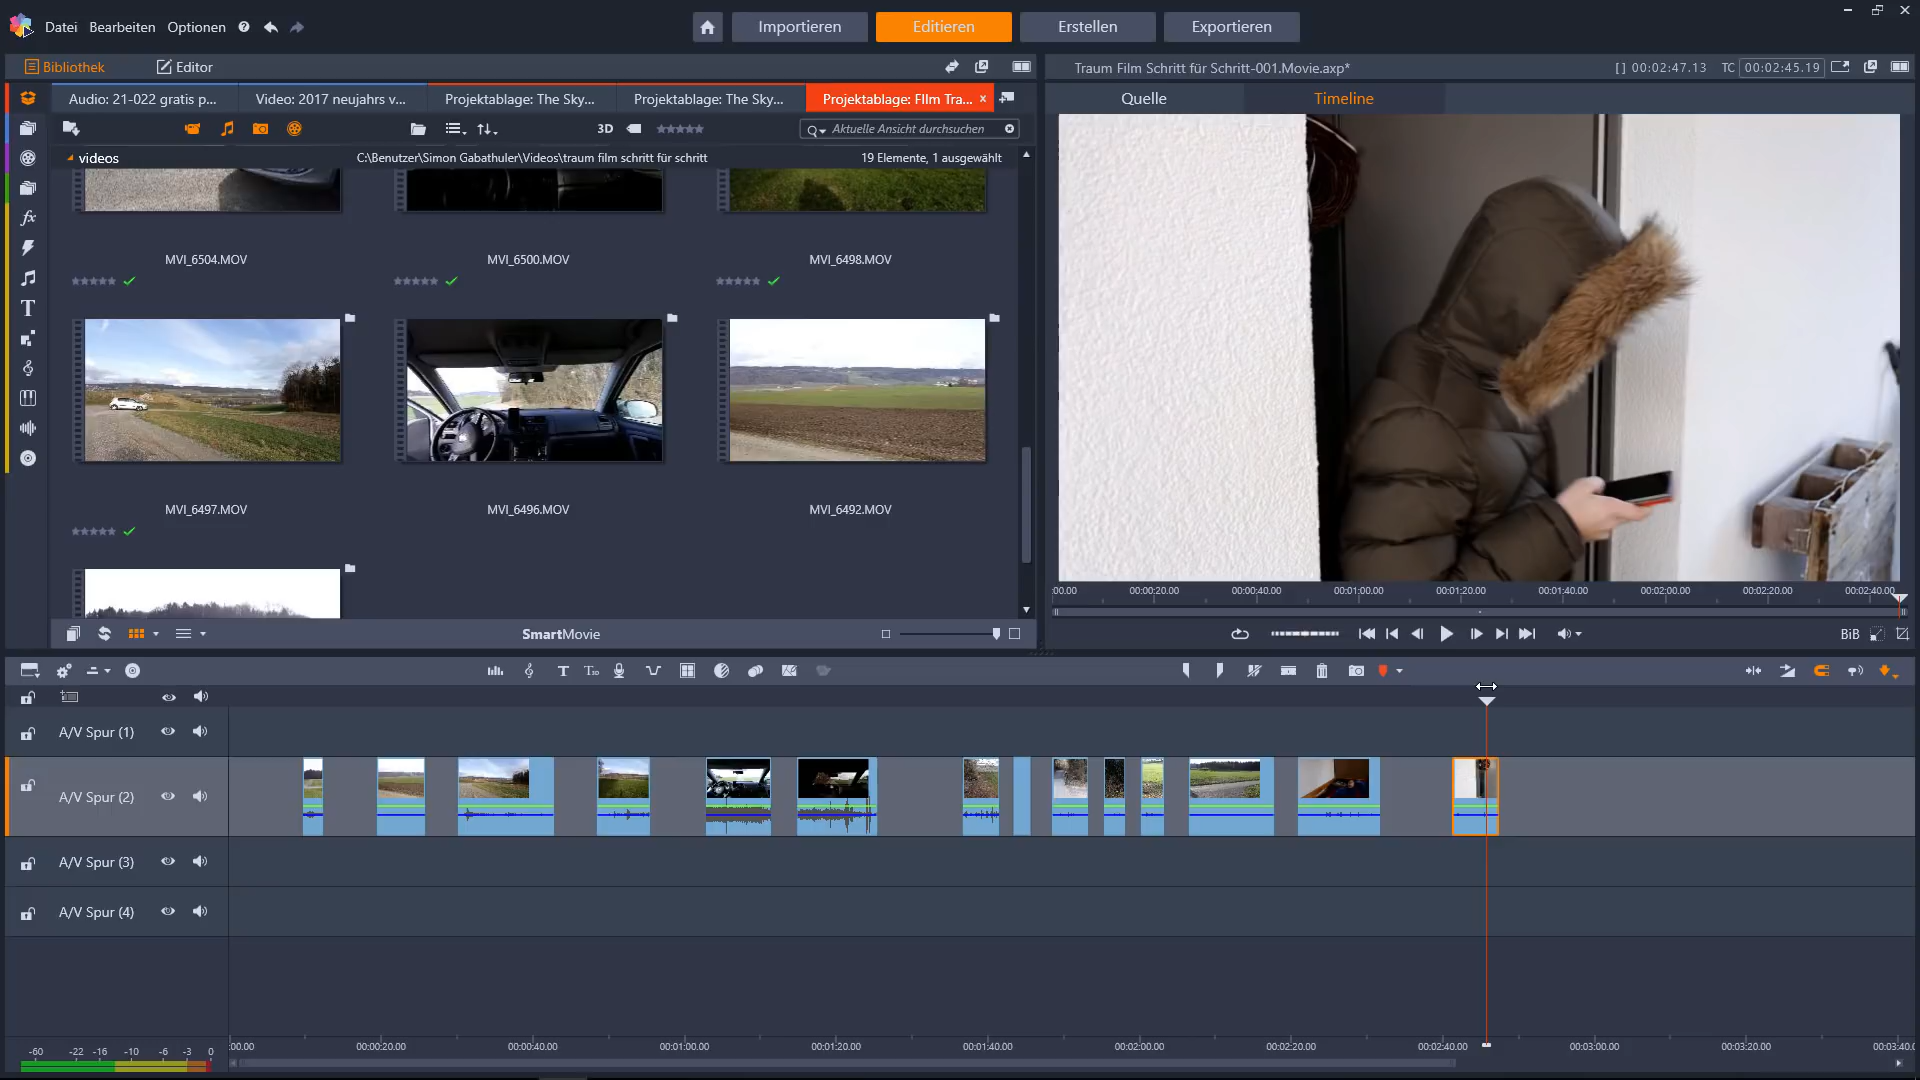 Datei Bearbeiten Optionen
Importieren
Editieren
Erstellen
Exportieren
Bibliothek
Editor
Traum Film Schritt für Schritt-001.Movie.axp*
[ ] 00:02:47.13
TC 00:02:45.19
Audio: 21-022 gratis p...
Video: 2017 neujahrs v...
Projektablage: The Sky...
Projektablage: The Sky...
Projektablage: FIlm Tra... x
Quelle
Timeline
3D
Aktuelle Ansicht durchsuchen
videos
C:\Benutzer\Simon Gabathuler\Videos\traum film schritt für schritt
19 Elemente, 1 ausgewählt
MVI_6504.MOV
MVI_6500.MOV
MVI_6498.MOV
MVI_6497.MOV
MVI_6496.MOV
MVI_6492.MOV
:00.00 00:00:20.00 00:00:40.00 00:01:00.00 00:01:20.00 00:01:40.00 00:02:00.00 00:02:20.00 00:02:40.00
SmartMovie
BiB
A/V Spur (1)
A/V Spur (2)
A/V Spur (3)
A/V Spur (4)
-60 -22 -16 -10 -6 -3 0
:00.00 00:00:20.00 00:00:40.00 00:01:00.00 00:01:20.00 00:01:40.00 00:02:00.00 00:02:20.00 00:02:40.00 00:03:00.00 00:03:20.00 00:03:40.